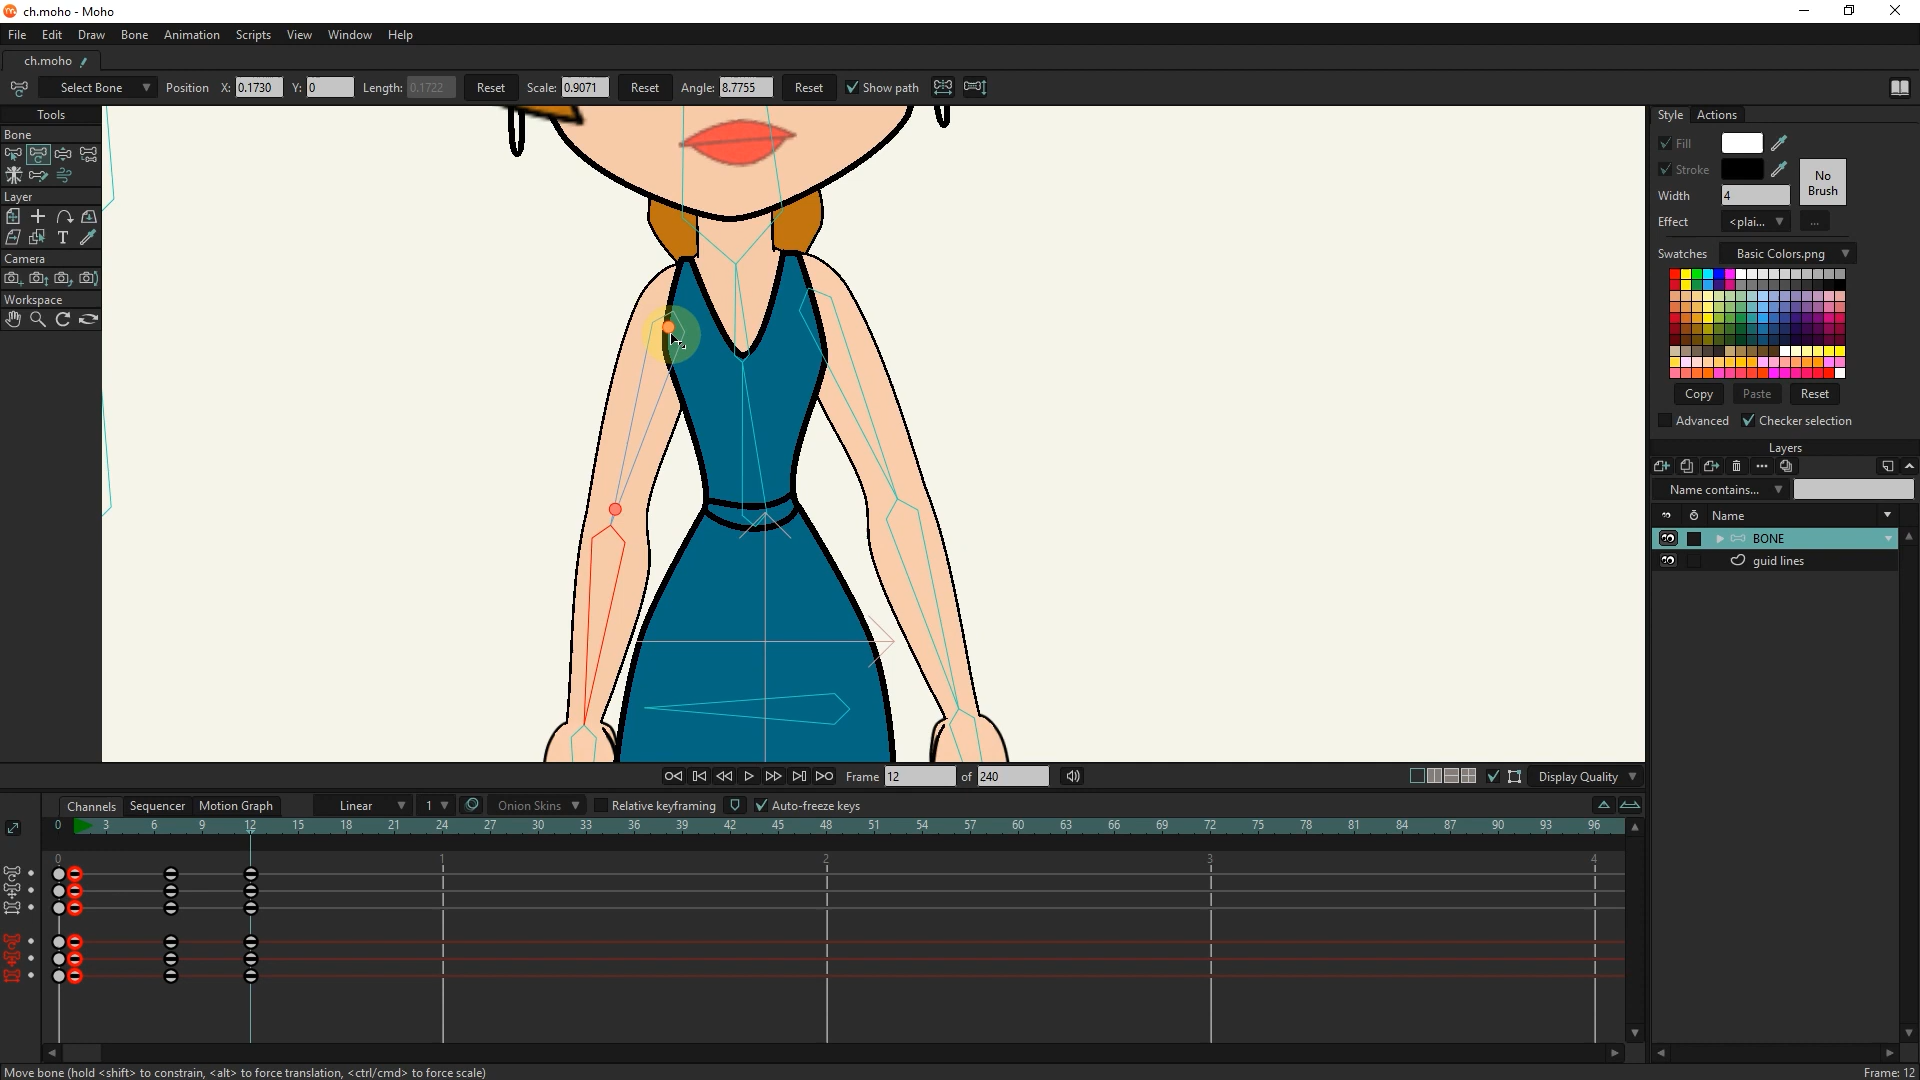 ch.moho - Moho
File Edit Draw Bone Animation Scripts View Window Help
ch.moho
Select Bone Position X: 0.1730 Y: 0 Length: 0.1722 Reset Scale: 0.9071 Reset Angle: 8.7755 Reset Show path
Tools
Bone
Layer
T
Camera
Workspace
Style Actions
Fill
Stroke
No
Brush
Width 4
Effect <plai... ...
Swatches Basic Colors.png
Copy Paste Reset
Advanced Checker selection
Layers
Name contains...
Name
BONE
guid lines
Frame 12 of 240 Display Quality
Channels Sequencer Motion Graph Linear 1 Onion Skins Relative keyframing Auto-freeze keys
0 3 6 9 12 15 18 21 24 27 30 33 36 39 42 45 48 51 54 57 60 63 66 69 72 75 78 81 84 87 90 93 96
0 1 2 3 4
Move bone (hold <shift> to constrain, <alt> to force translation, <ctrl/cmd> to force scale) Frame: 12